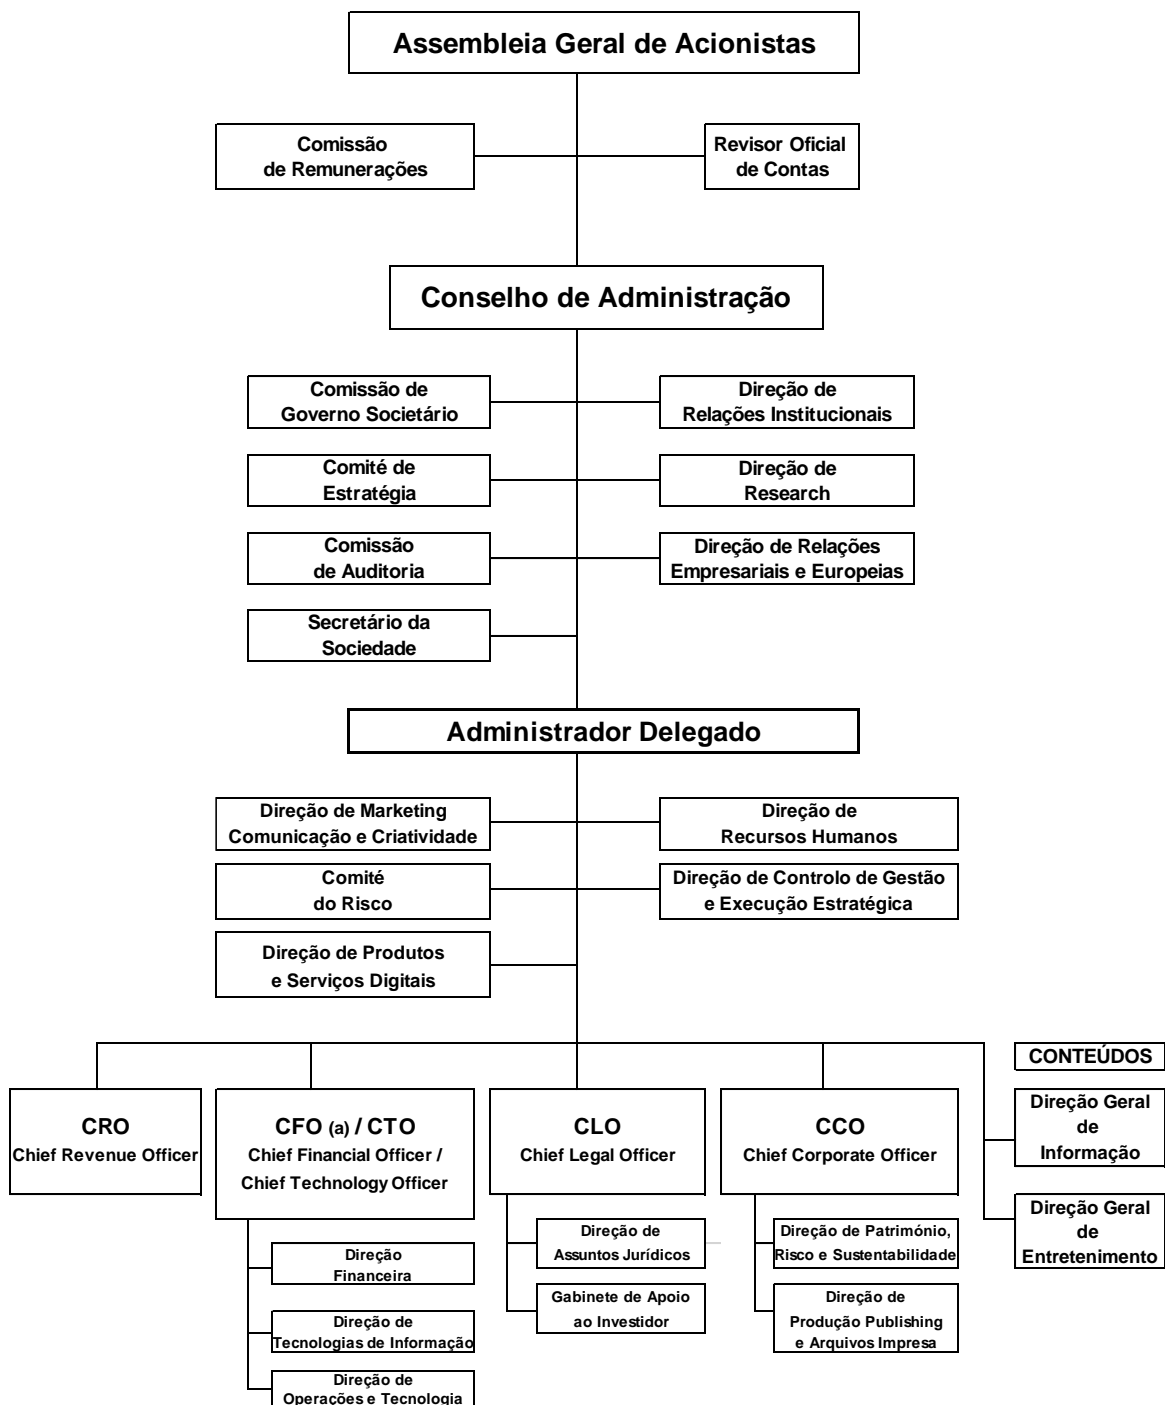 Assembleia Geral de Acionistas
Comissão
de Remunerações
Revisor Oficial
de Contas
Conselho de Administração
Comissão de
Governo Societário
Direção de
Relações Institucionais
Comité de
Estratégia
Direção de
Research
Comissão
de Auditoria
Direção de Relações
Empresariais e Europeias
Secretário da
Sociedade
Administrador Delegado
Direção de Marketing
Comunicação e Criatividade
Direção de
Recursos Humanos
Comité
do Risco
Direção de Controlo de Gestão
e Execução Estratégica
Direção de Produtos
e Serviços Digitais
CRO
Chief Revenue Officer
CFO (a) / CTO
Chief Financial Officer /
Chief Technology Officer
Direção
Financeira
Direção de
Tecnologias de Informação
Direção de
Operações e Tecnologia
CLO
Chief Legal Officer
Direção de
Assuntos Jurídicos
Gabinete de Apoio
ao Investidor
CCO
Chief Corporate Officer
Direção de Património,
Risco e Sustentabilidade
Direção de
Produção Publishing
e Arquivos Impresa
CONTEÚDOS
Direção Geral
de
Informação
Direção Geral
de
Entretenimento